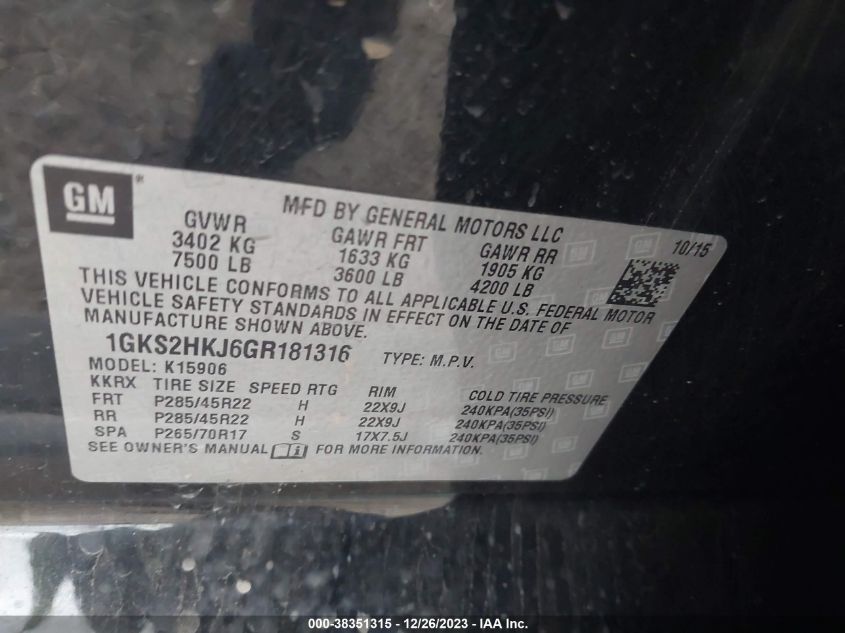 GM ®
MFD BY GENERAL MOTORS LLC
10/15
GVWR GAWR FRT GAWR RR
3402 KG 1633 KG 1905 KG
7500 LB 3600 LB 4200 LB
THIS VEHICLE CONFORMS TO ALL APPLICABLE U.S. FEDERAL MOTOR
VEHICLE SAFETY STANDARDS IN EFFECT ON THE DATE OF
MANUFACTURE SHOWN ABOVE.
1GKS2HKJ6GR181316 TYPE: M.P.V.
MODEL: K15906
KKRX TIRE SIZE SPEED RTG RIM COLD TIRE PRESSURE
FRT P285/45R22 H 22X9J 240KPA(35PSI)
RR P285/45R22 H 22X9J 240KPA(35PSI)
SPA P265/70R17 S 17X7.5J 240KPA(35PSI)
SEE OWNER'S MANUAL FOR MORE INFORMATION.
000-38351315 - 12/26/2023 - IAA Inc.